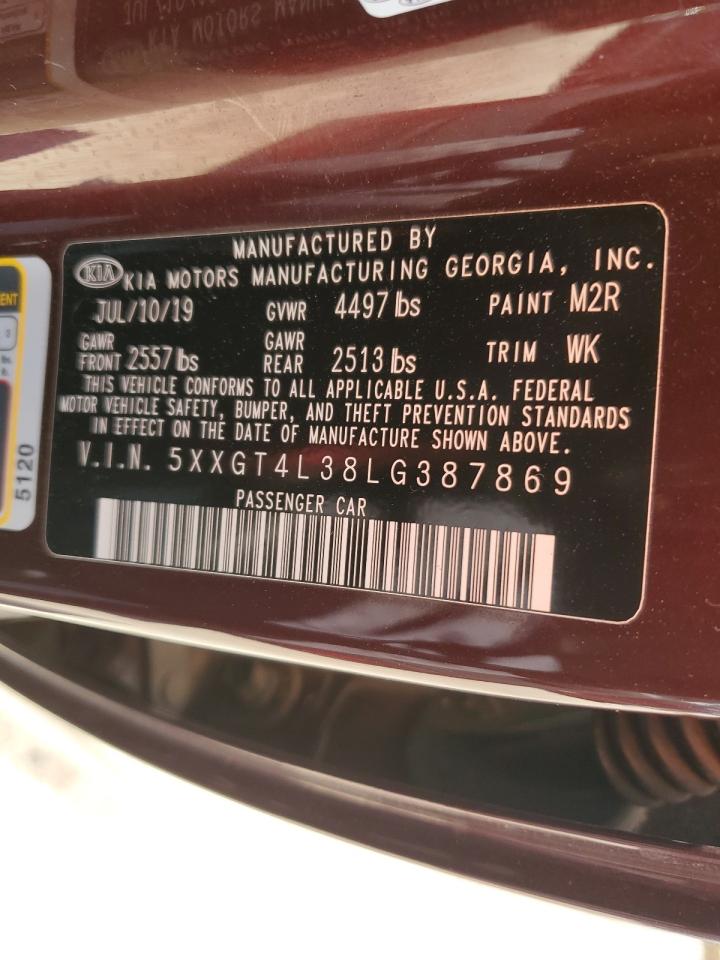 MANUFACTURED BY
KIA KIA MOTORS MANUFACTURING GEORGIA, INC.
JUL/10/19 GVWR 4497 lbs PAINT M2R
GAWR FRONT 2557 lbs GAWR REAR 2513 lbs TRIM WK
THIS VEHICLE CONFORMS TO ALL APPLICABLE U.S.A. FEDERAL
MOTOR VEHICLE SAFETY, BUMPER, AND THEFT PREVENTION STANDARDS
IN EFFECT ON THE DATE OF MANUFACTURE SHOWN ABOVE.
V.I.N. 5XXGT4L38LG387869
PASSENGER CAR
5120